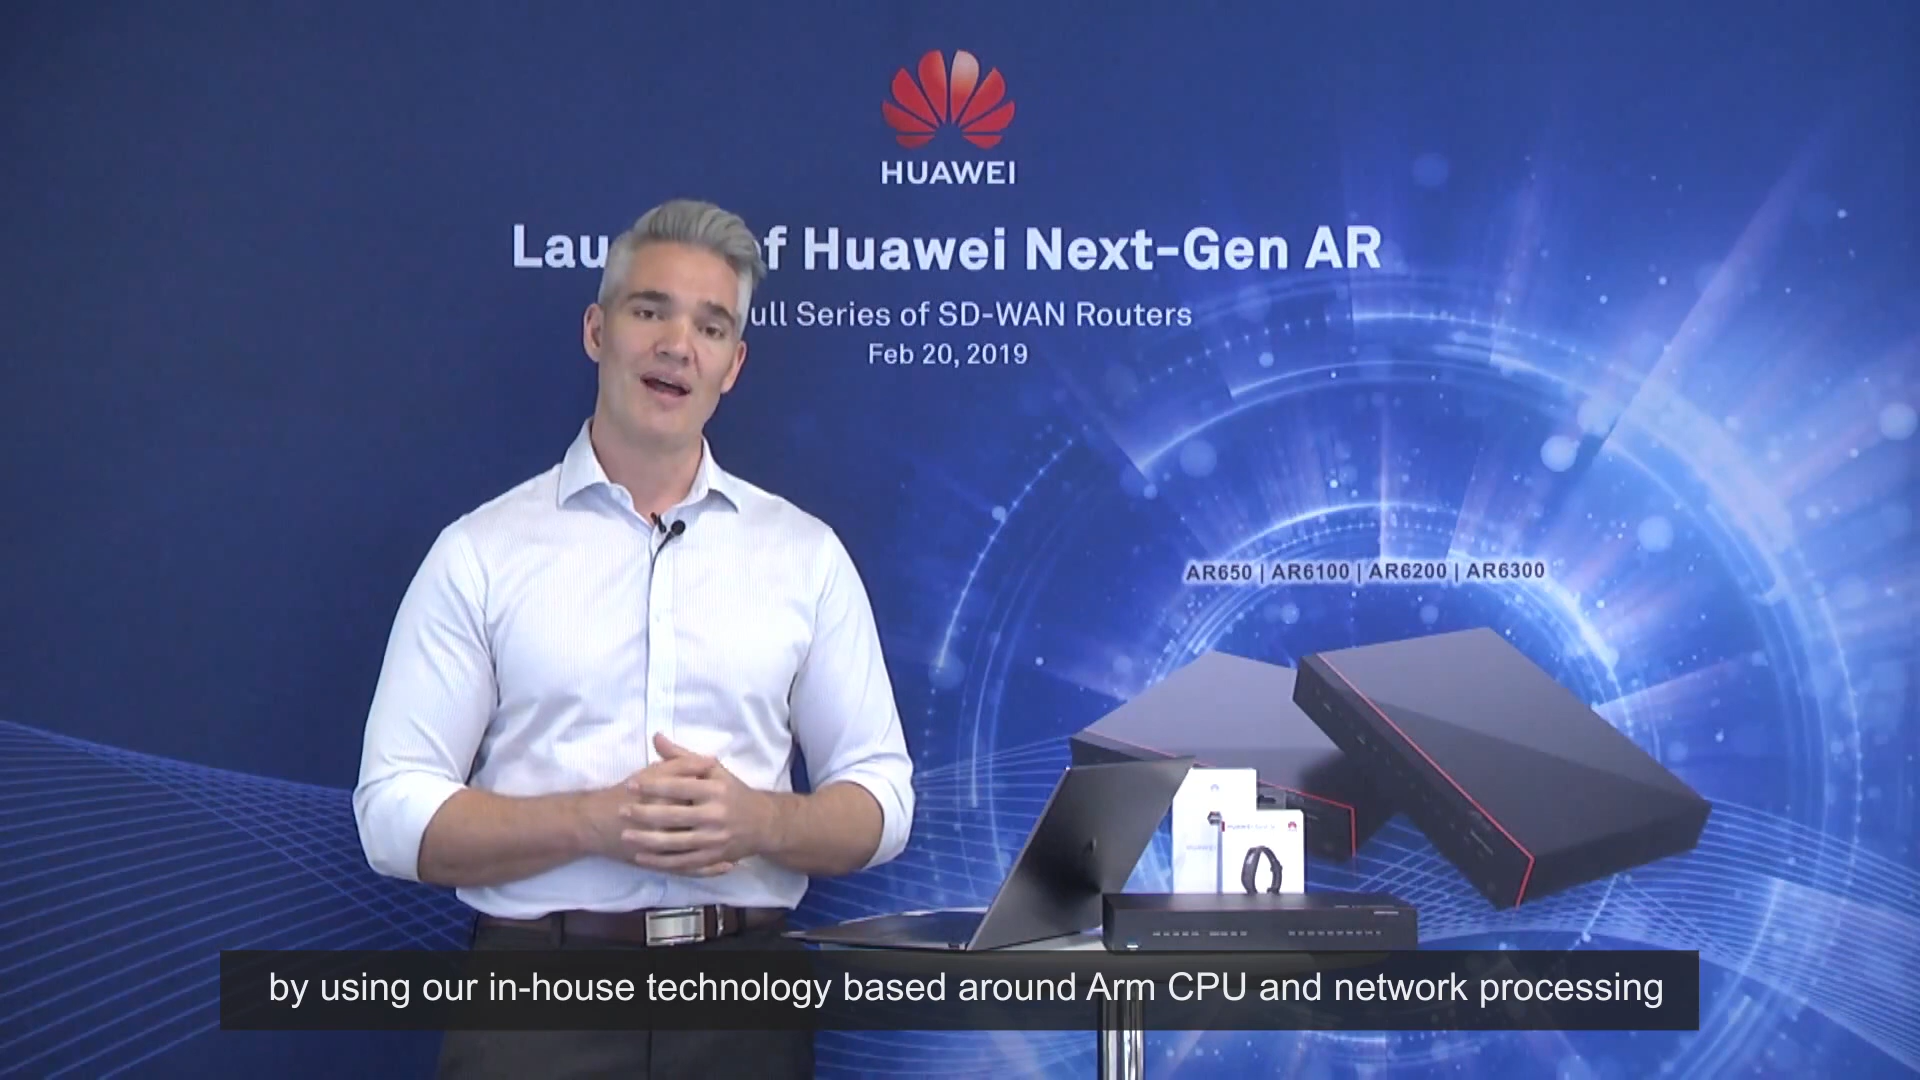 HUAWEI
Lau f Huawei Next-Gen AR
ull Series of SD-WAN Routers
Feb 20, 2019
AR650 | AR6100 | AR6200 | AR6300
HUAWEI
by using our in-house technology based around Arm CPU and network processing